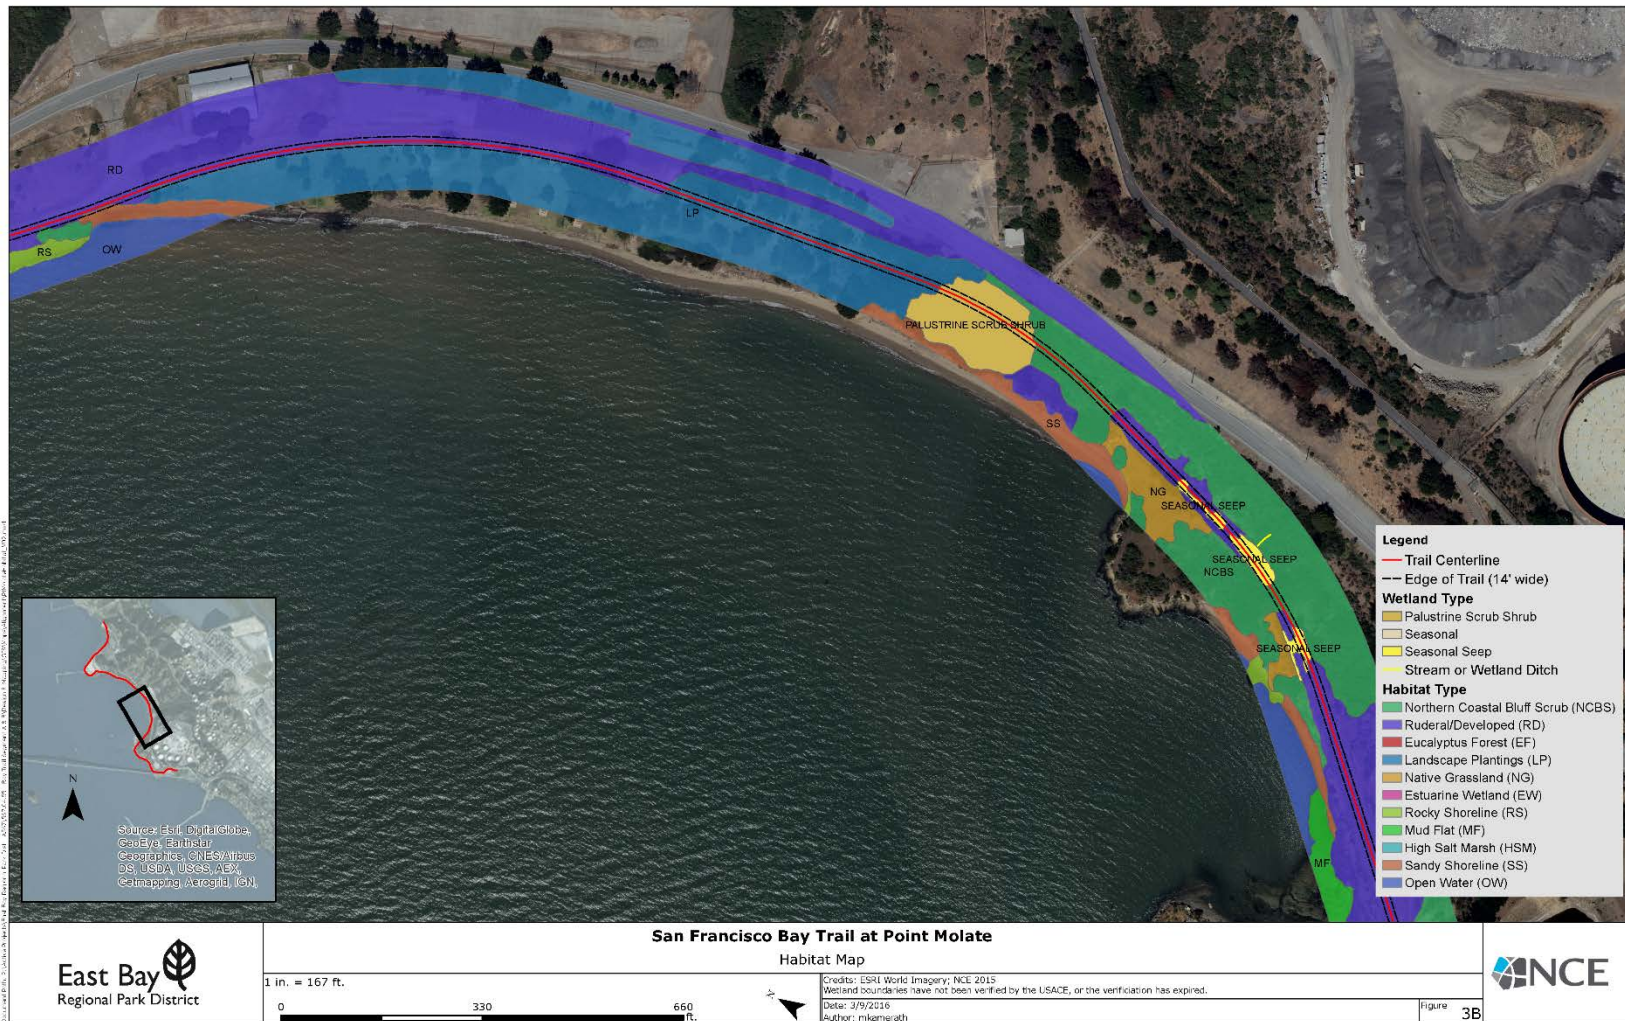 RD
RS
OW
LP
PALUSTRINE SCRUB SHRUB
SS
NG
SEASONAL SEEP
SEASONAL SEEP
NCBS
SEASONAL SEEP
MF
Legend
Trail Centerline
Edge of Trail (14' wide)
Wetland Type
Palustrine Scrub Shrub
Seasonal
Seasonal Seep
Stream or Wetland Ditch
Habitat Type
Northern Coastal Bluff Scrub (NCBS)
Ruderal/Developed (RD)
Eucalyptus Forest (EF)
Landscape Plantings (LP)
Native Grassland (NG)
Estuarine Wetland (EW)
Rocky Shoreline (RS)
Mud Flat (MF)
High Salt Marsh (HSM)
Sandy Shoreline (SS)
Open Water (OW)
N
Source: Esri, DigitalGlobe,
GeoEye, Earthstar
Geographics, CNES/Airbus
DS, USDA, USGS, AEX,
Getmapping, Aerogrid, IGN,
East Bay
Regional Park District
San Francisco Bay Trail at Point Molate
Habitat Map
1 in. = 167 ft.
0 330 660 ft.
N
Credits: ESRI World Imagery; NCE 2015
Wetland boundaries have not been verified by the USACE, or the verificiation has expired.
Date: 3/9/2016
Author: mkamerath
Figure 3B
NCE